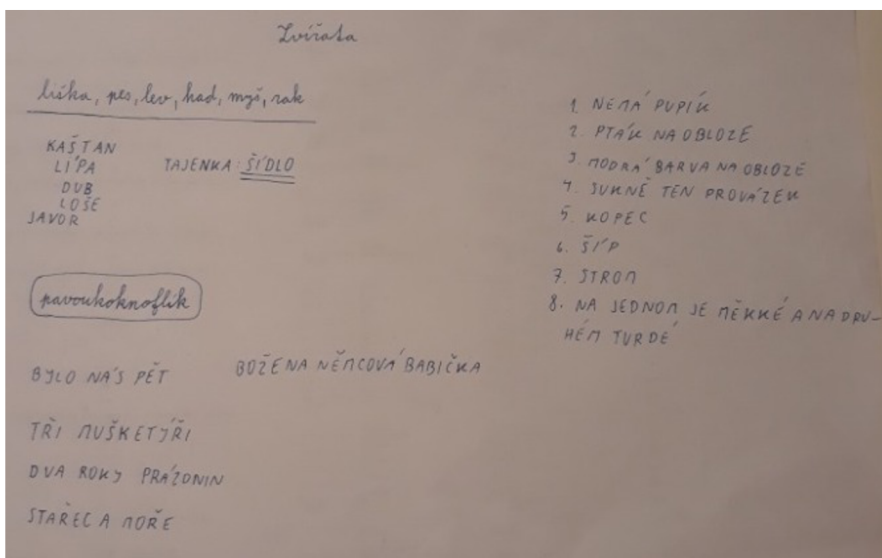 Zvířata
liška, pes, lev, had, myš, rak
KAŠTAN
LÍPA
DUB
LOŠE
JAVOR
TAJENKA: ŠÍDLO
pavoukoknoflík
BYLO NÁS PĚT
BOŽENA NĚMCOVÁ BABIČKA
TŘI MUŠKETÝŘI
DVA ROKY PRÁZDNIN
STAŘEC A MOŘE
1. NEMÁ PUPÍK
2. PTÁK NA OBLOZE
3. MODRÁ BARVA NA OBLOZE
4. SUKNĚ TEN PROVÁZEK
5. KOPEC
6. ŠÍP
7. STROM
8. NA JEDNOM JE MĚKKÉ A NA DRU-
HÉM TVRDÉ